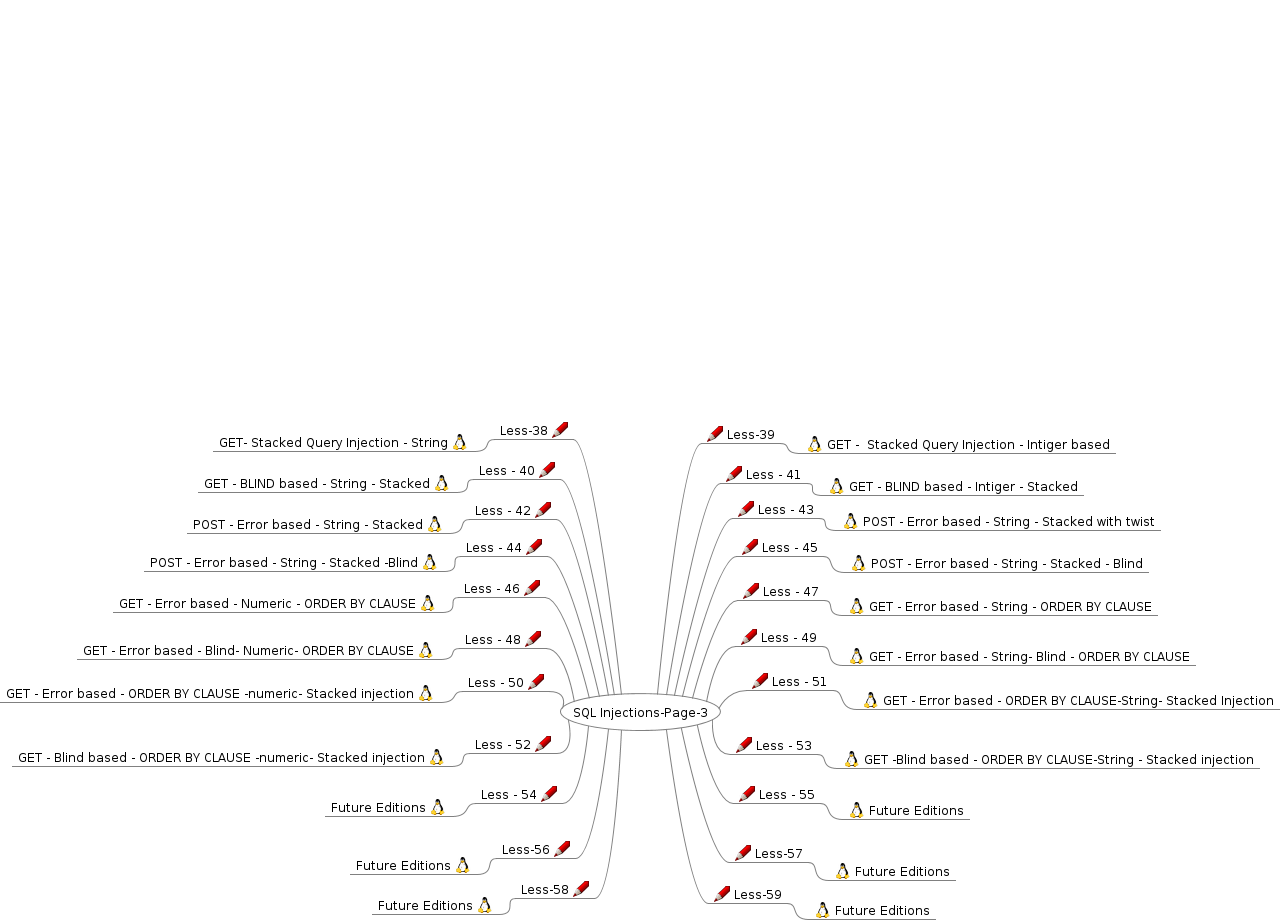 Less-38
GET- Stacked Query Injection - String
Less-39
GET -  Stacked Query Injection - Intiger based
Less - 40
GET - BLIND based - String - Stacked
Less - 41
GET - BLIND based - Intiger - Stacked
Less - 42
POST - Error based - String - Stacked
Less - 43
POST - Error based - String - Stacked with twist
Less - 44
POST - Error based - String - Stacked -Blind
Less - 45
POST - Error based - String - Stacked - Blind
Less - 46
GET - Error based - Numeric - ORDER BY CLAUSE
Less - 47
GET - Error based - String - ORDER BY CLAUSE
Less - 48
GET - Error based - Blind- Numeric- ORDER BY CLAUSE
Less - 49
GET - Error based - String- Blind - ORDER BY CLAUSE
Less - 50
GET - Error based - ORDER BY CLAUSE -numeric- Stacked injection
Less - 51
GET - Error based - ORDER BY CLAUSE-String- Stacked Injection
SQL Injections-Page-3
Less - 52
GET - Blind based - ORDER BY CLAUSE -numeric- Stacked injection
Less - 53
GET -Blind based - ORDER BY CLAUSE-String - Stacked injection
Less - 54
Future Editions
Less - 55
Future Editions
Less-56
Future Editions
Less-57
Future Editions
Less-58
Future Editions
Less-59
Future Editions